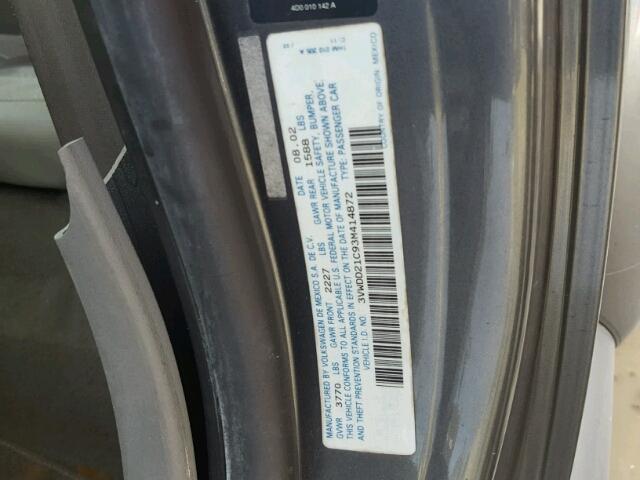 4D0 010 142 A
MANUFACTURED BY VOLKSWAGEN DE MEXICO S.A. DE C.V. DATE 08.02
GVWR 3770 LBS GAWR FRONT 2227 LBS GAWR REAR 1588 LBS
THIS VEHICLE CONFORMS TO ALL APPLICABLE U.S. FEDERAL MOTOR VEHICLE SAFETY, BUMPER,
AND THEFT PREVENTION STANDARDS IN EFFECT ON THE DATE OF MANUFACTURE SHOWN ABOVE.
VEHICLE I.D. NO. 3VWDD21C93M414872 TYPE: PASSENGER CAR
COUNTRY OF ORIGIN MEXICO